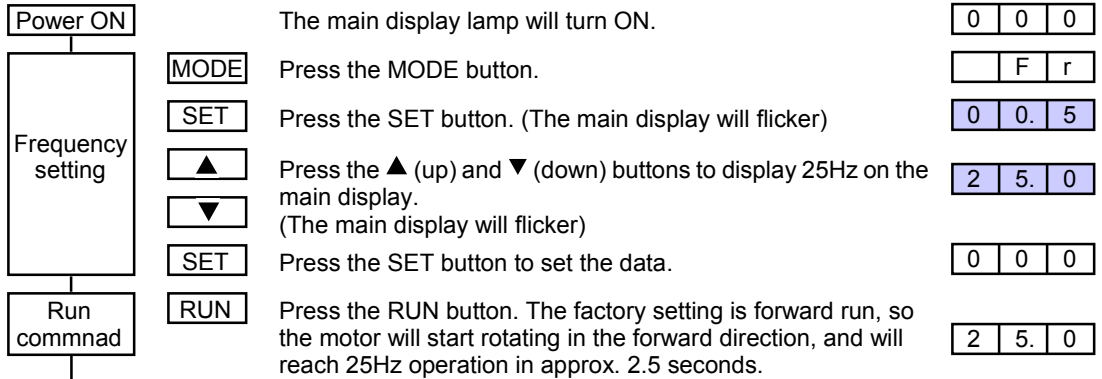 Power ON The main display lamp will turn ON. 0 0 0
MODE Press the MODE button. F r
SET Press the SET button. (The main display will flicker) 0 0. 5
Frequency
setting
▲ Press the ▲ (up) and ▼ (down) buttons to display 25Hz on the
main display. 2 5. 0
▼ (The main display will flicker)
SET Press the SET button to set the data. 0 0 0
Run
commnad
RUN Press the RUN button. The factory setting is forward run, so
the motor will start rotating in the forward direction, and will 2 5. 0
reach 25Hz operation in approx. 2.5 seconds.